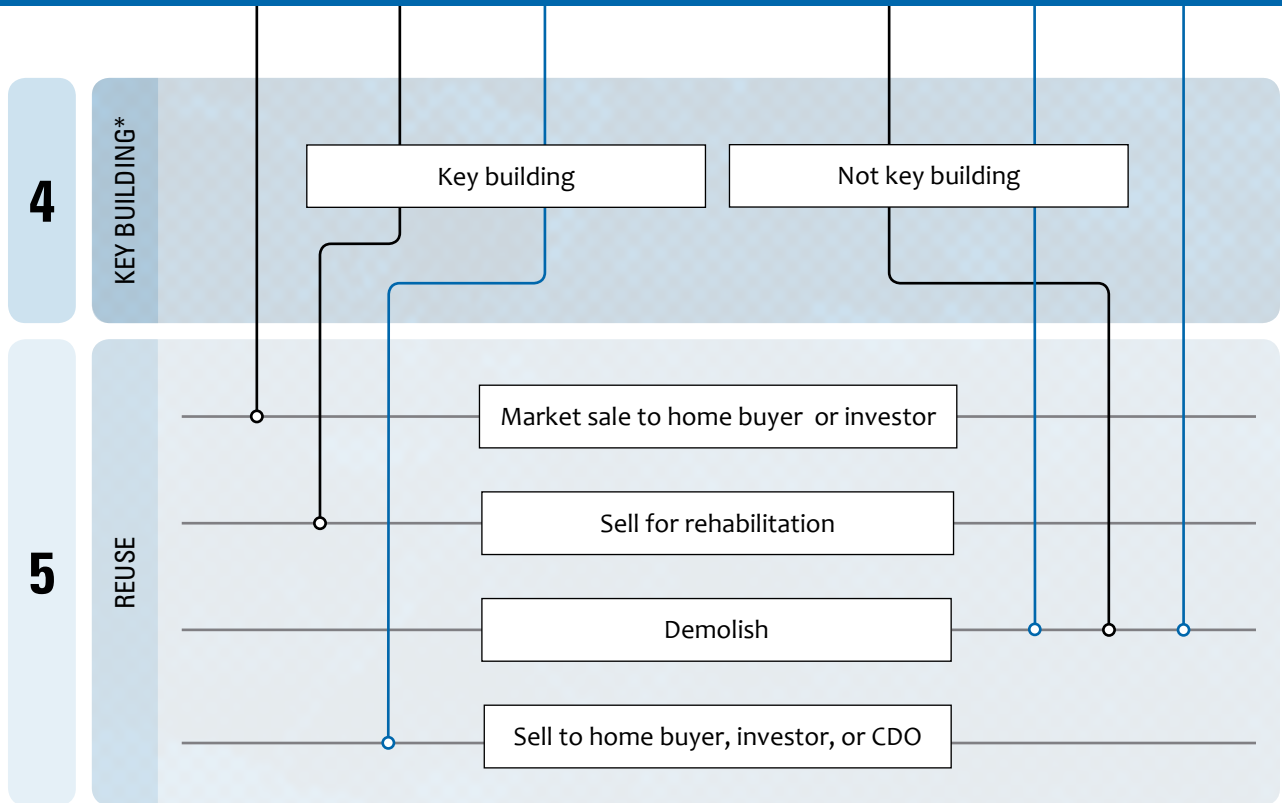 4
KEY BUILDING*
Key building
Not key building
5
REUSE
Market sale to home buyer or investor
Sell for rehabilitation
Demolish
Sell to home buyer, investor, or CDO